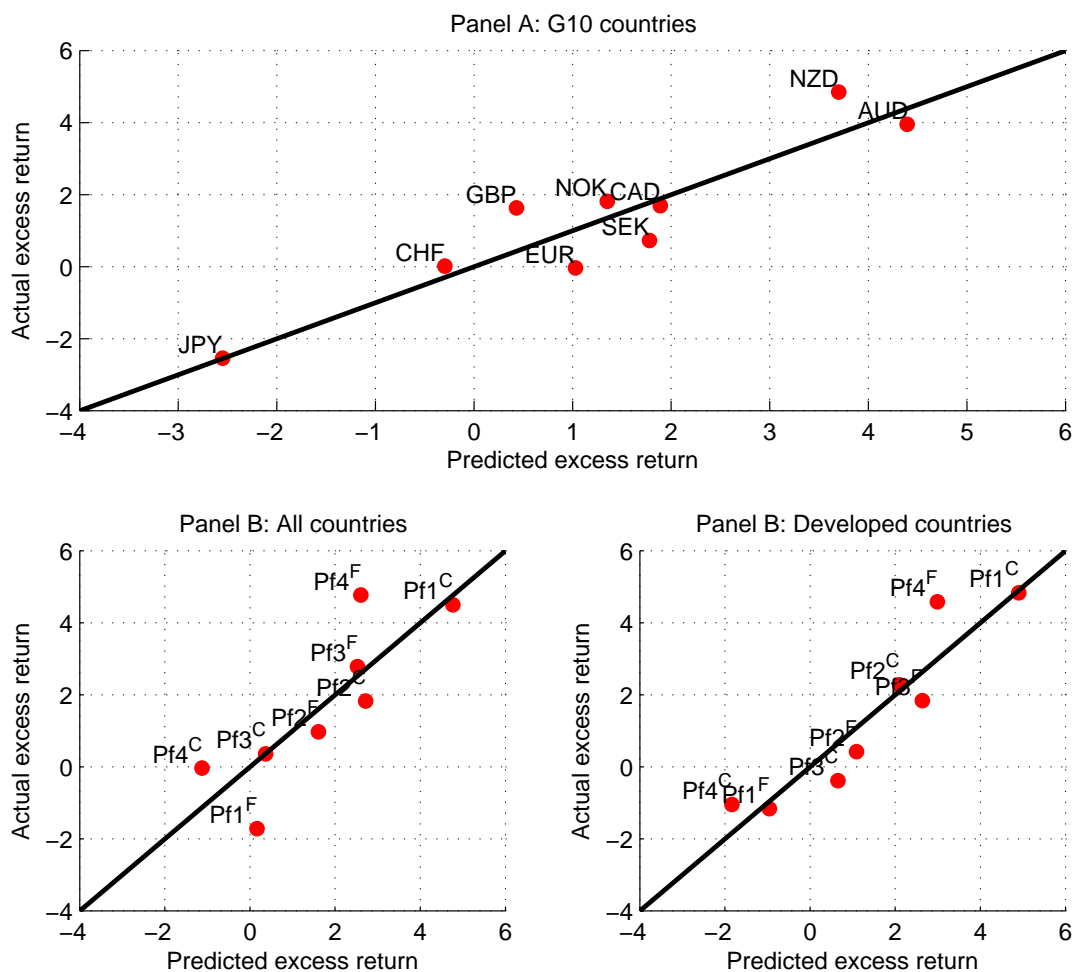 Panel A: G10 countries
Actual excess return
6
4
2
0
−2
−4
NZD
AUD
GBP
NOK
CAD
SEK
CHF
EUR
JPY
−4 −3 −2 −1 0 1 2 3 4 5 6
Predicted excess return
Panel B: All countries
Actual excess return
6
4
2
0
−2
−4
Pf4F
Pf1C
Pf3F
Pf2C
Pf2F
Pf3C
Pf4C
Pf1F
−4 −2 0 2 4 6
Predicted excess return
Panel B: Developed countries
Actual excess return
6
4
2
0
−2
−4
Pf4F
Pf1C
Pf2C
Pf3F
Pf2F
Pf3C
Pf4C
Pf1F
−4 −2 0 2 4 6
Predicted excess return